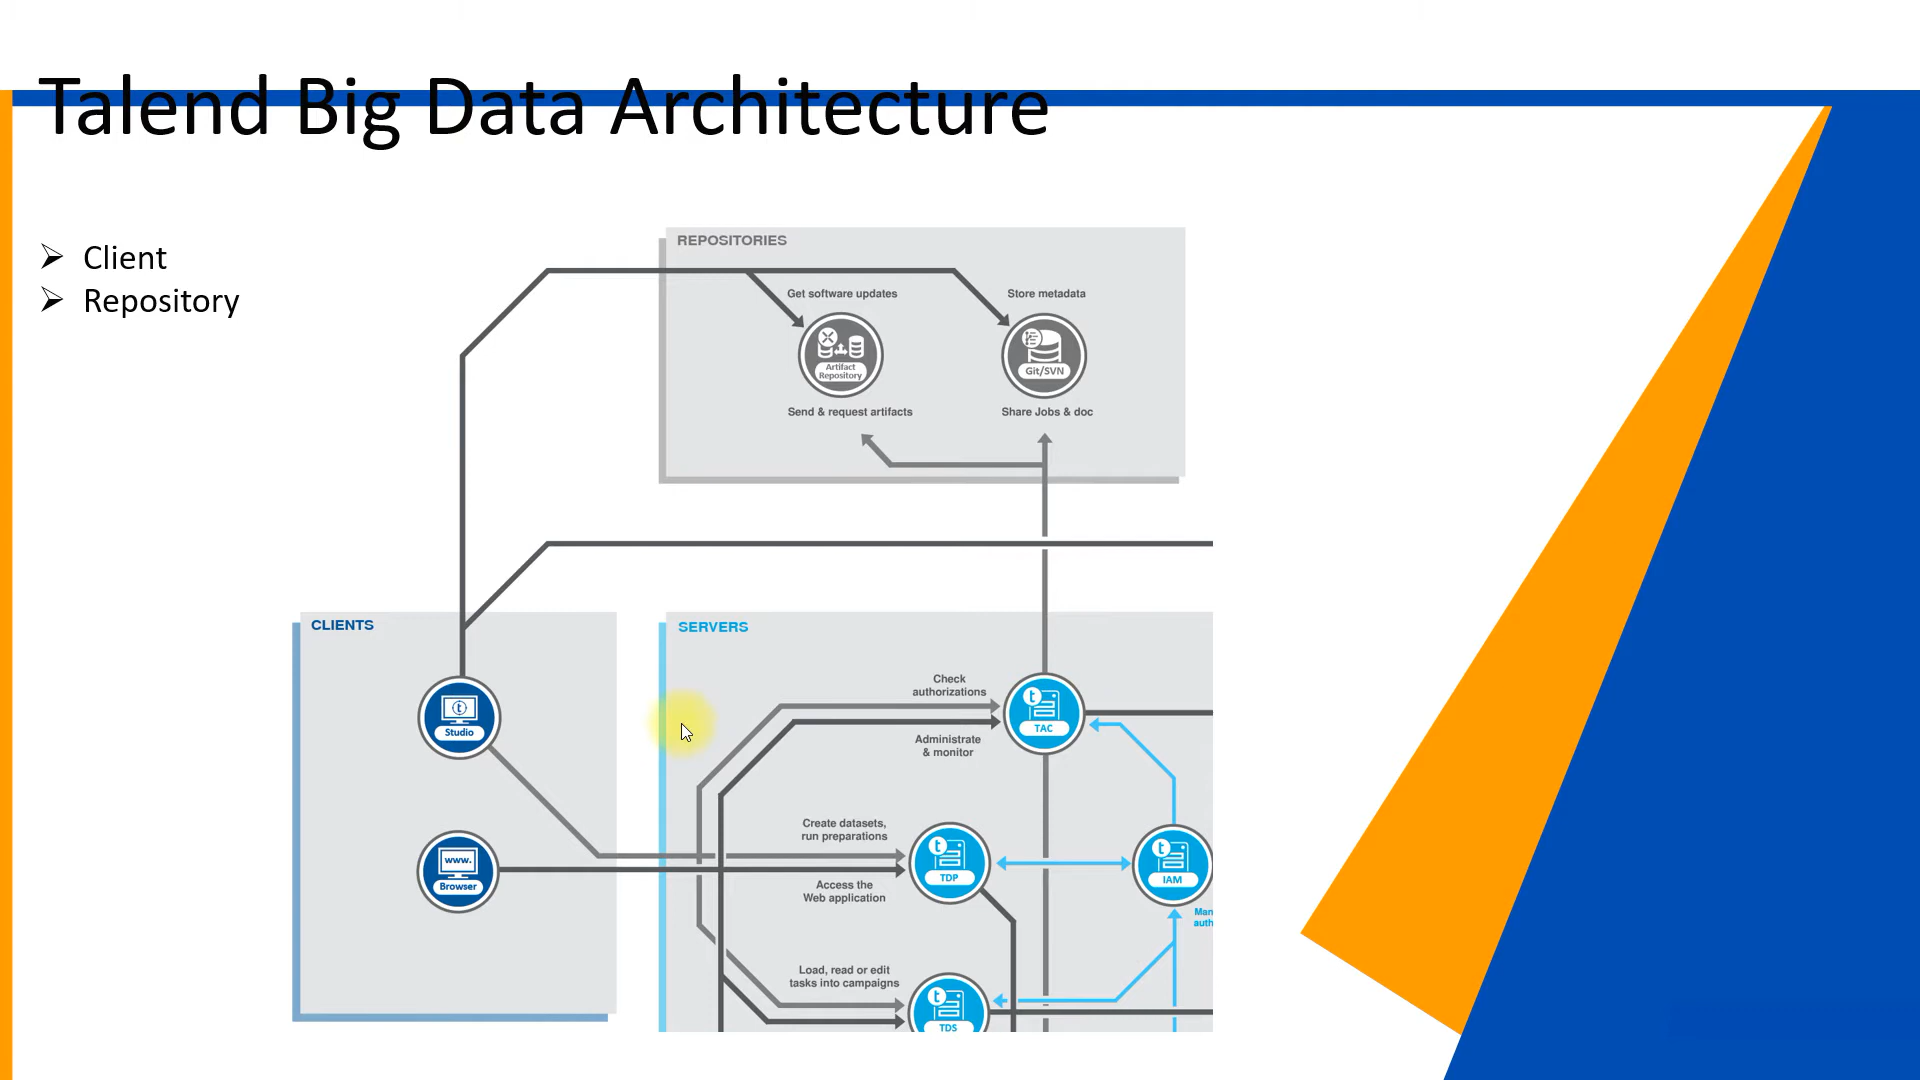 Talend Big Data Architecture
Client
Repository
REPOSITORIES
Get software updates
Store metadata
Artifact
Repository
Git/SVN
Send & request artifacts
Share Jobs & doc
CLIENTS
Studio
www.
Browser
SERVERS
Check
authorizations
TAC
Administrate
& monitor
Create datasets,
run preparations
TDP
IAM
Access the
Web application
Man
auth
Load, read or edit
tasks into campaigns
TDS